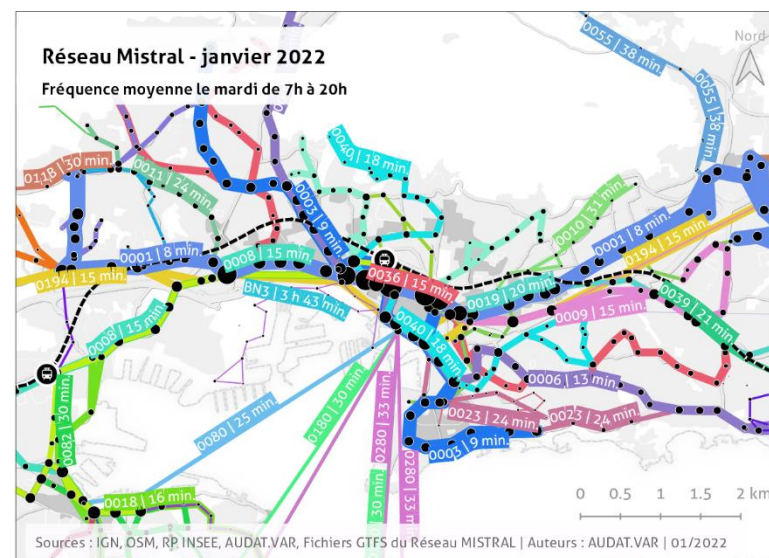 Réseau Mistral - janvier 2022
Fréquence moyenne le mardi de 7h à 20h
Nord
0055 | 38 min.
0055 | 38 min.
0040 | 18 min.
011B | 30 min.
0011 | 24 min.
0003 | 9 min.
0010 | 31 min.
0001 | 8 min.
0001 | 8 min.
0008 | 15 min.
0194 | 15 min.
0194 | 15 min.
0036 | 15 min.
BN3 | 3 h 43 min.
0019 | 20 min.
0039 | 21 min.
0009 | 15 min.
0008 | 15 min.
0040 | 18 min.
0006 | 13 min.
0082 | 30 min.
0080 | 25 min.
0180 | 30 min.
0280 | 33 min.
0023 | 24 min.
0023 | 24 min.
0003 | 9 min.
0280 | 33 min.
30 min.
0018 | 16 min.
0 0.5 1 1.5 2 km
Sources : IGN, OSM, RP INSEE, AUDAT.VAR, Fichiers GTFS du Réseau MISTRAL | Auteurs : AUDAT.VAR | 01/2022